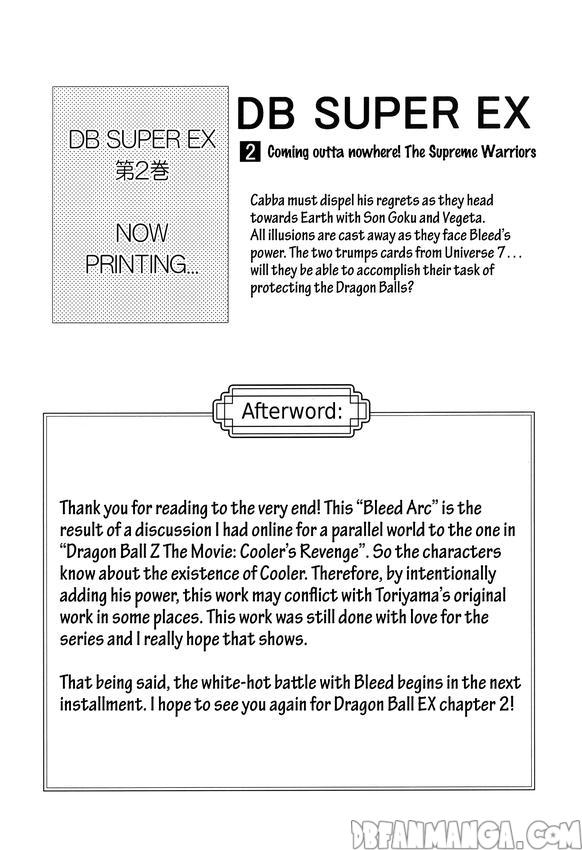 DB SUPER EX
第2巻
NOW
PRINTING...
DB SUPER EX
2 Coming outta nowhere! The Supreme Warriors
Cabba must dispel his regrets as they head
towards Earth with Son Goku and Vegeta.
All illusions are cast away as they face Bleed's
power. The two trumps cards from Universe 7 . . .
will they be able to accomplish their task of
protecting the Dragon Balls?
Afterword:
Thank you for reading to the very end! This “Bleed Arc” is the
result of a discussion I had online for a parallel world to the one in
“Dragon Ball Z The Movie: Cooler's Revenge”. So the characters
know about the existence of Cooler. Therefore, by intentionally
adding his power, this work may conflict with Toriyama's original
work in some places. This work was still done with love for the
series and I really hope that shows.
That being said, the white-hot battle with Bleed begins in the next
installment. I hope to see you again for Dragon Ball EX chapter 2!
DBFANMANGA.COM